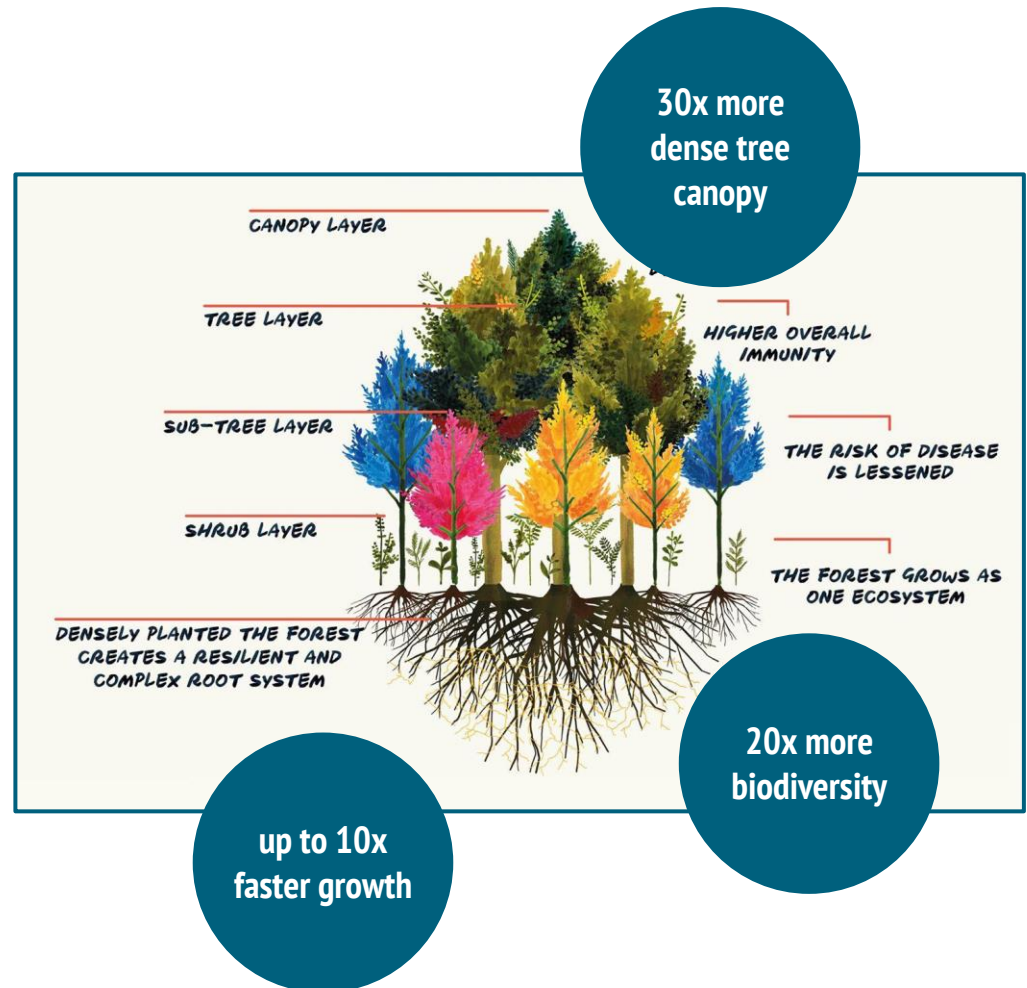 30x more
dense tree
canopy
CANOPY LAYER
TREE LAYER
HIGHER OVERALL
IMMUNITY
SUB-TREE LAYER
THE RISK OF DISEASE
IS LESSENED
SHRUB LAYER
THE FOREST GROWS AS
ONE ECOSYSTEM
DENSELY PLANTED THE FOREST
CREATES A RESILIENT AND
COMPLEX ROOT SYSTEM
20x more
biodiversity
up to 10x
faster growth